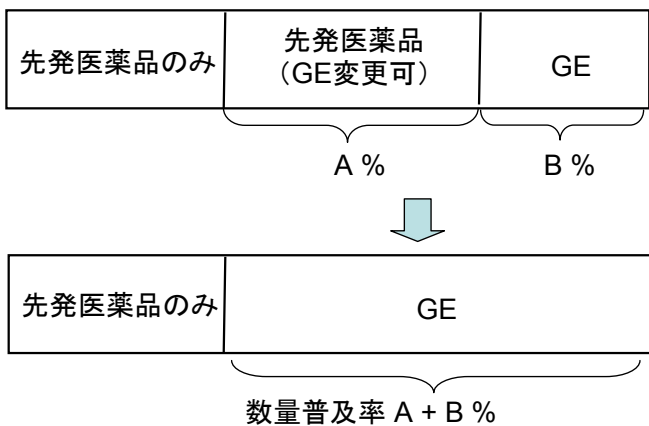 先発医薬品のみ
先発医薬品
（GE変更可）
GE
A %
B %
先発医薬品のみ
GE
数量普及率 A + B %